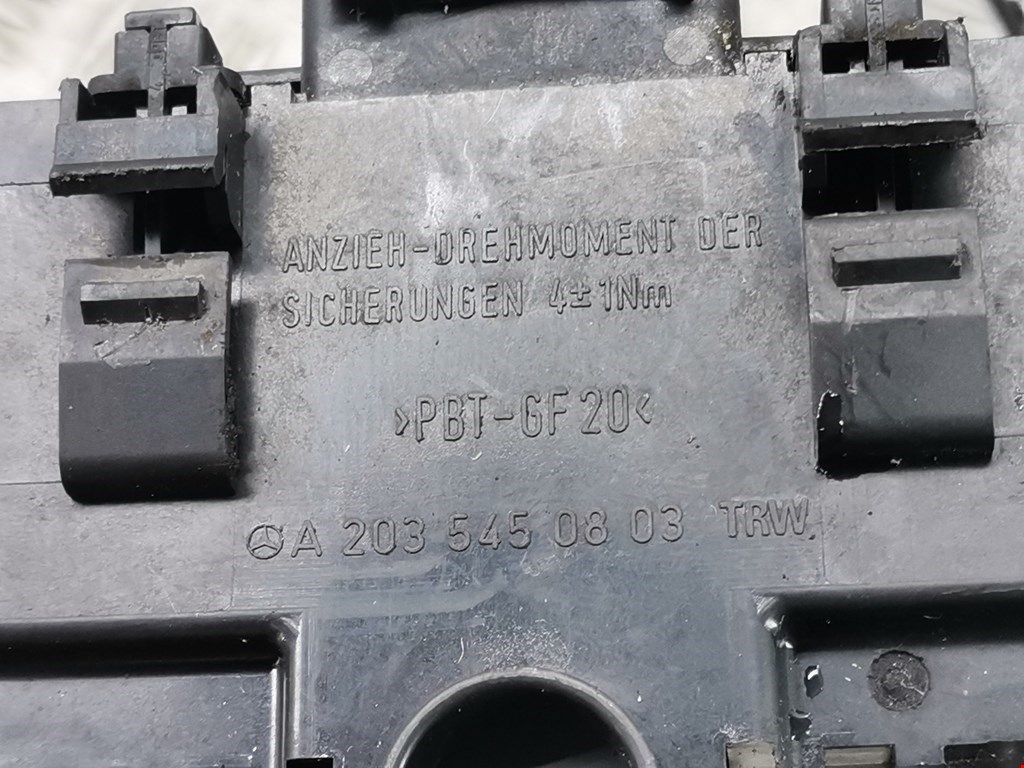 ANZIEH-DREHMOMENT DER
SICHERUNGEN 4±1Nm
>PBT-GF20<
A 203 545 08 03 TRW